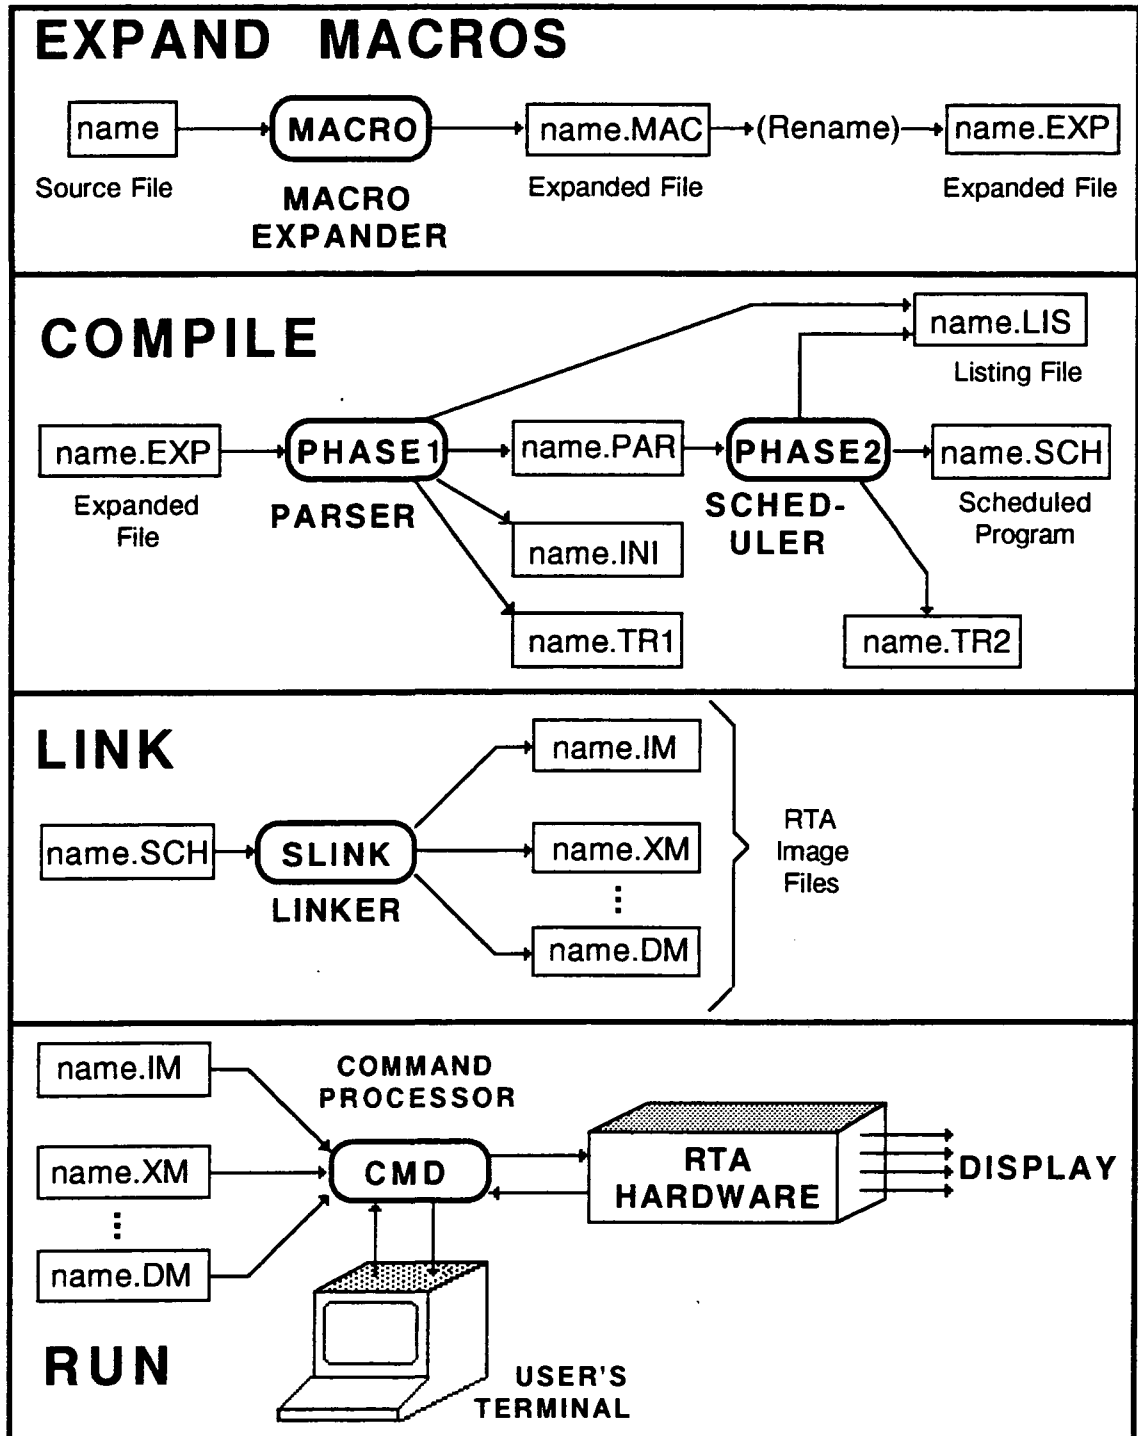 EXPAND MACROS
name
MACRO
name.MAC
(Rename)
name.EXP
Source File
MACRO
EXPANDER
Expanded File
Expanded File
COMPILE
name.LIS
Listing File
name.EXP
PHASE1
name.PAR
PHASE2
name.SCH
Expanded
File
PARSER
SCHED-
ULER
Scheduled
Program
name.INI
name.TR1
name.TR2
LINK
name.IM
name.SCH
SLINK
name.XM
RTA
Image
Files
LINKER
⋮
name.DM
name.IM
COMMAND
PROCESSOR
name.XM
CMD
RTA
HARDWARE
DISPLAY
⋮
name.DM
RUN
USER'S
TERMINAL